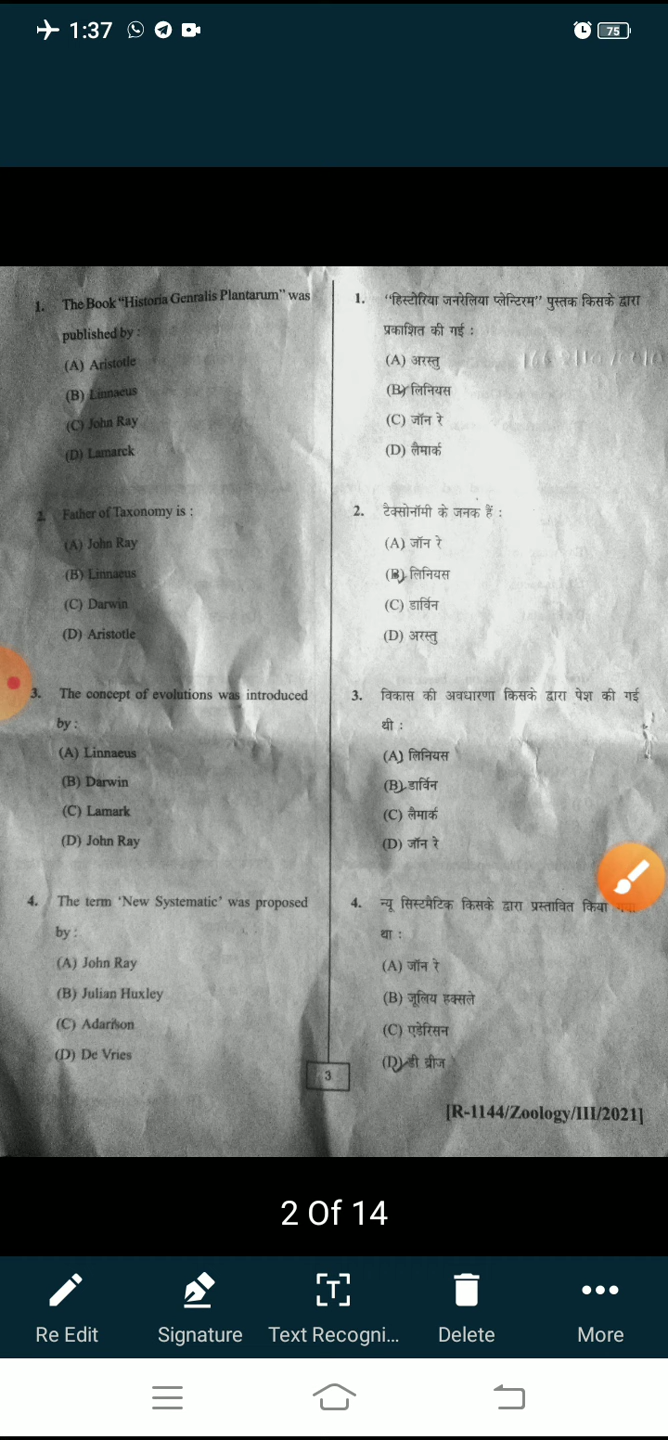 1:37
75
1. The Book “Historia Genralis Plantarum” was
published by :
(A) Aristotle
(B) Linnaeus
(C) John Ray
(D) Lamarck
2. Father of Taxonomy is :
(A) John Ray
(B) Linnaeus
(C) Darwin
(D) Aristotle
3. The concept of evolutions was introduced
by :
(A) Linnaeus
(B) Darwin
(C) Lamark
(D) John Ray
4. The term ‘New Systematic’ was proposed
by :
(A) John Ray
(B) Julian Huxley
(C) Adarison
(D) De Vries
1. “हिस्टोरिया जनरेलिया प्लेन्टिरम” पुस्तक किसके द्वारा
प्रकाशित की गई :
(A) अरस्तु
(B) लिनियस
(C) जॉन रे
(D) लैमार्क
2. टैक्सोनॉमी के जनक हैं :
(A) जॉन रे
(B) लिनियस
(C) डार्विन
(D) अरस्तु
3. विकास की अवधारणा किसके द्वारा पेश की गई
थी :
(A) लिनियस
(B) डार्विन
(C) लैमार्क
(D) जॉन रे
4. न्यू सिस्टमैटिक किसके द्वारा प्रस्तावित किया
था :
(A) जॉन रे
(B) जूलिय हक्सले
(C) एडेरिसन
(D) डी व्रीज
3
[R-1144/Zoology/III/2021]
2 Of 14
Re Edit
Signature
Text Recogni...
Delete
More